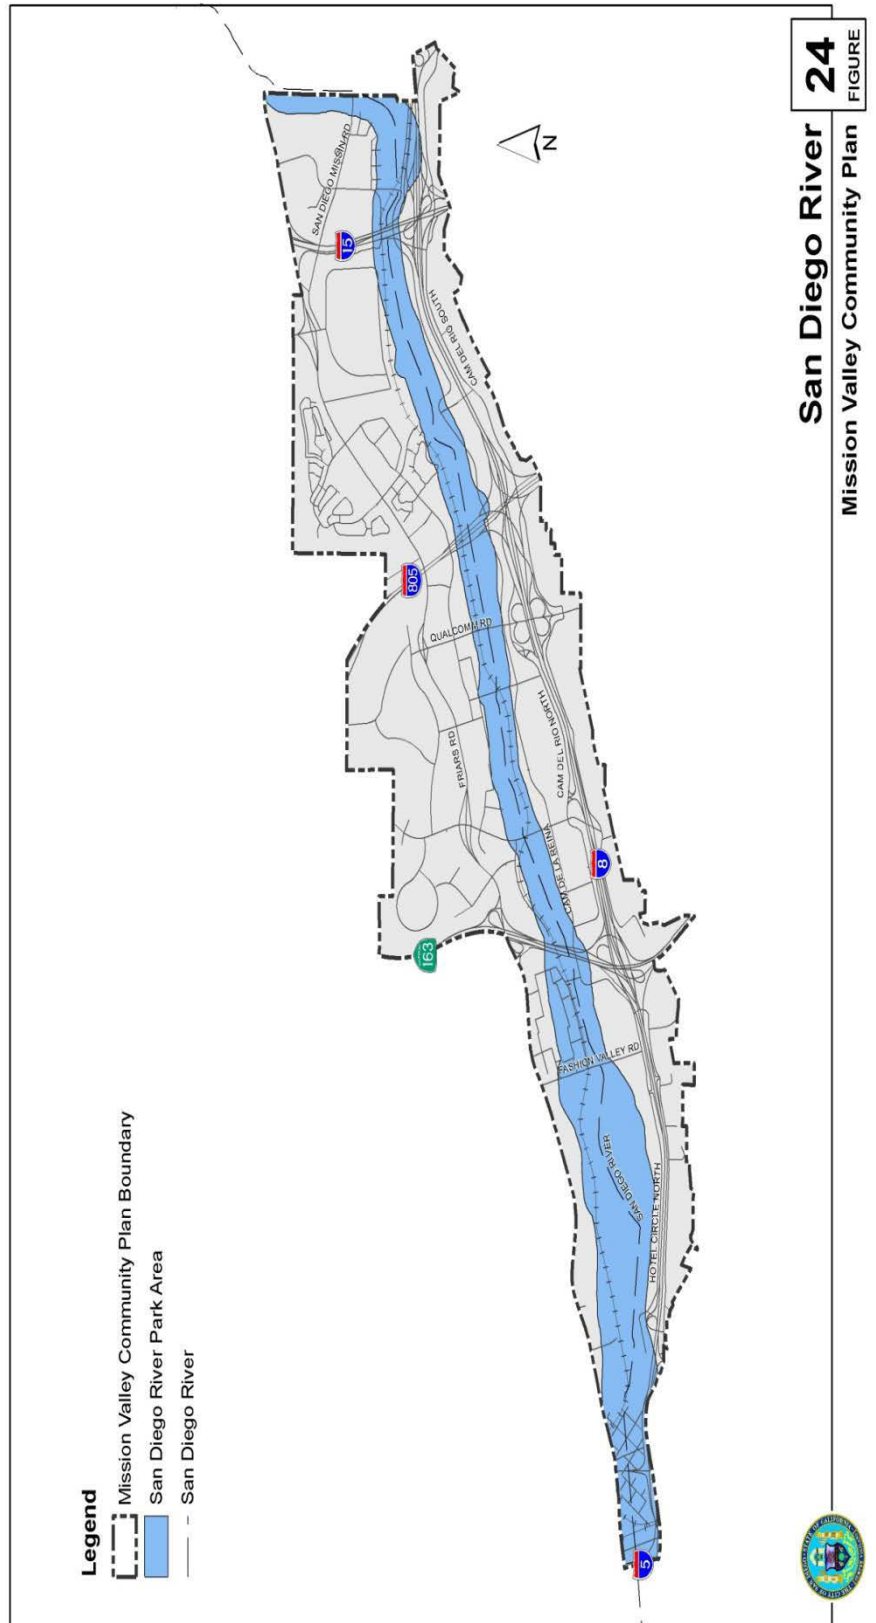 Legend
Mission Valley Community Plan Boundary
San Diego River Park Area
San Diego River
SAN DIEGO MISSIN RD
15
CAM DEL RIO SOUTH
805
QUALCOMM RD
FRIARS RD
CAM DEL RIO NORTH
CAM DE LA REINA
8
163
FASHION VALLEY RD
SAN DIEGO RIVER
HOTEL CIRCLE NORTH
5
N
San Diego River
Mission Valley Community Plan
24
FIGURE